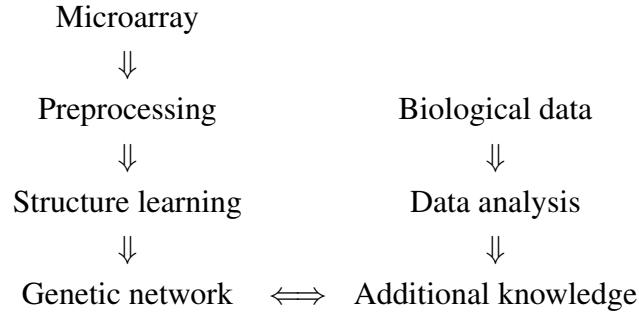 Microarray
⇓
Preprocessing Biological data
⇓ ⇓
Structure learning Data analysis
⇓ ⇓
Genetic network ⟺ Additional knowledge